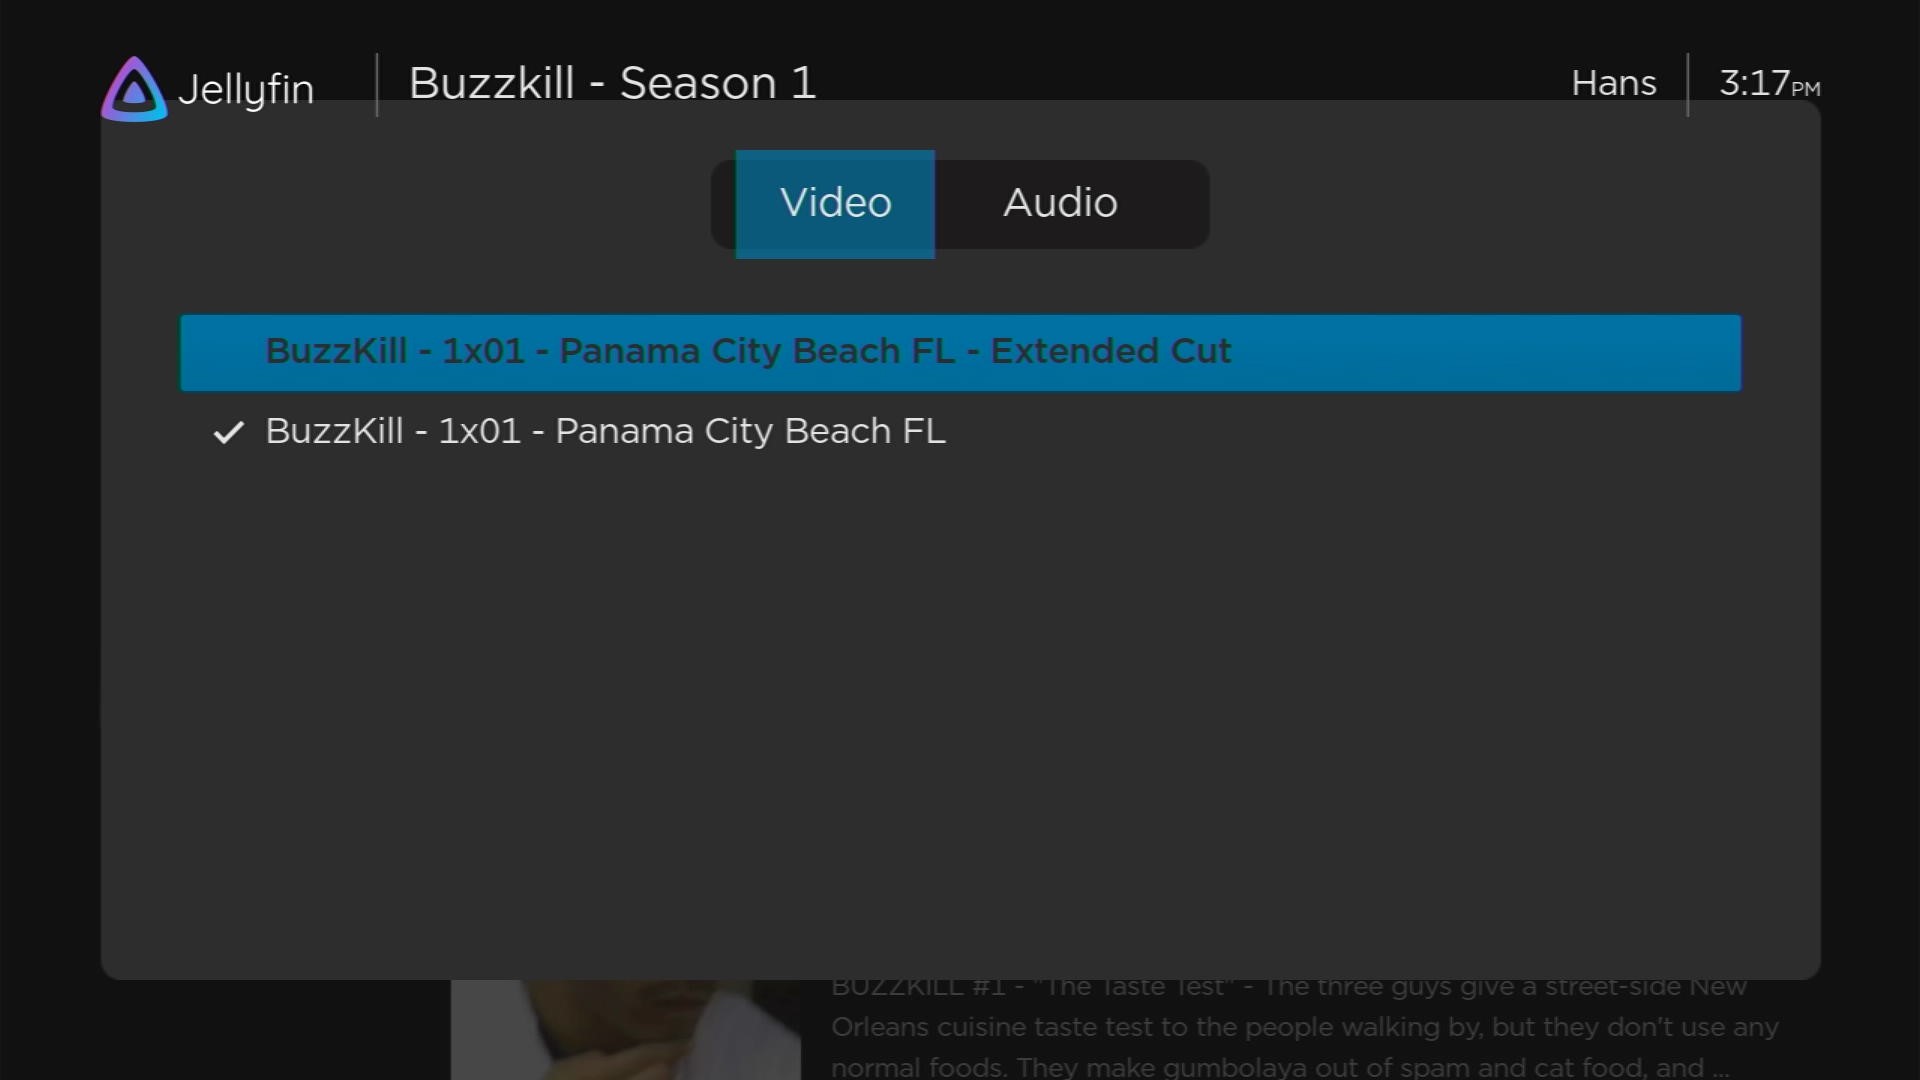 Jellyfin
Buzzkill - Season 1
Hans
3:17PM
Video
Audio
BuzzKill - 1x01 - Panama City Beach FL - Extended Cut
BuzzKill - 1x01 - Panama City Beach FL
BUZZKILL #1 - "The Taste Test" - The three guys give a street-side New
Orleans cuisine taste test to the people walking by, but they don't use any
normal foods. They make gumbolaya out of spam and cat food, and ...